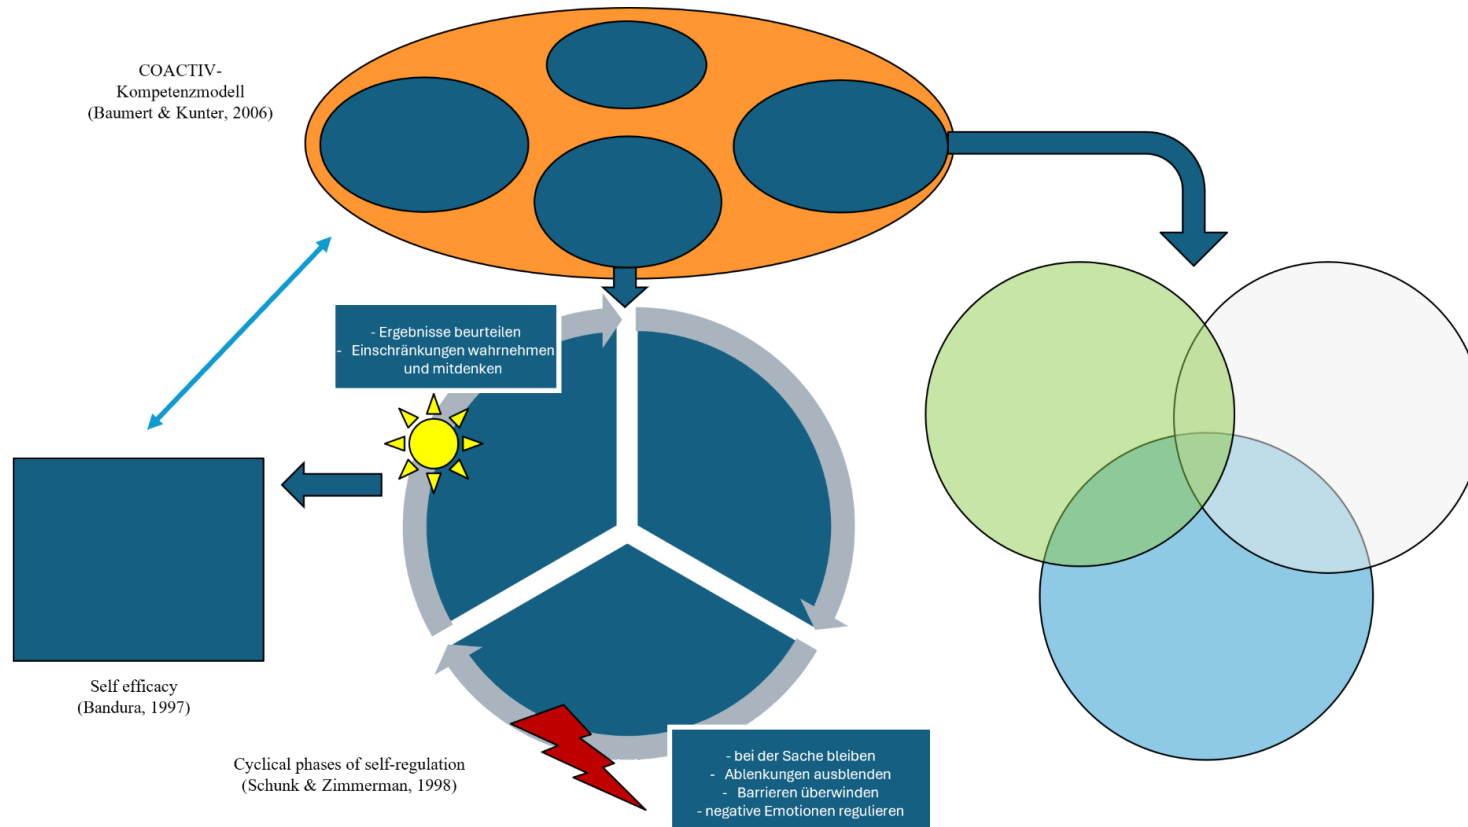 COACTIV-
Kompetenzmodell
(Baumert & Kunter, 2006)
- Ergebnisse beurteilen
- Einschränkungen wahrnehmen
und mitdenken
Self efficacy
(Bandura, 1997)
Cyclical phases of self-regulation
(Schunk & Zimmerman, 1998)
- bei der Sache bleiben
- Ablenkungen ausblenden
- Barrieren überwinden
- negative Emotionen regulieren